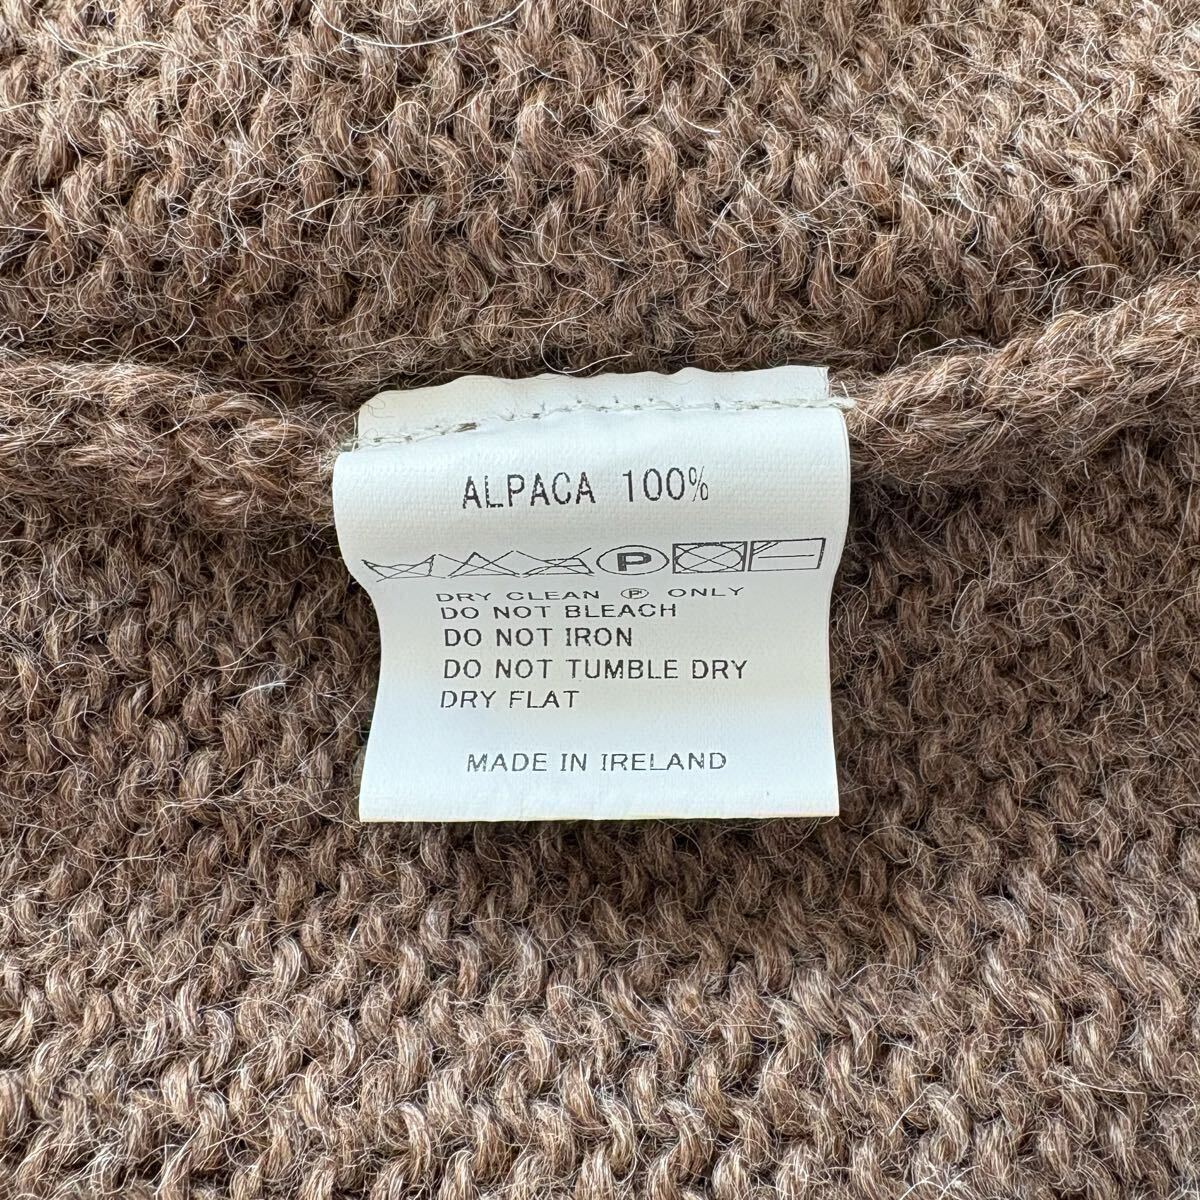 ALPACA 100%
P
DRY CLEAN Ⓟ ONLY
DO NOT BLEACH
DO NOT IRON
DO NOT TUMBLE DRY
DRY FLAT
MADE IN IRELAND